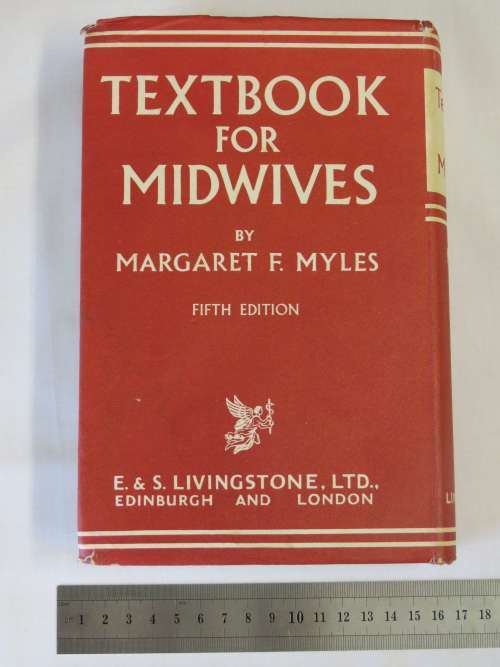 TEXTBOOK
FOR
MIDWIVES
BY
MARGARET F. MYLES
FIFTH EDITION
E. & S. LIVINGSTONE, LTD.,
EDINBURGH AND LONDON
1 2 3 4 5 6 7 8 9 10 11 12 13 14 15 16 17 18